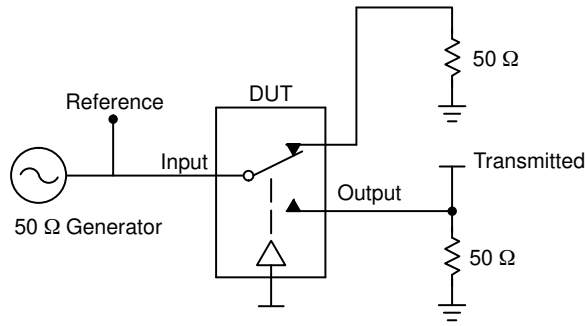 50 Ω
DUT
Reference
Input
Transmitted
Output
50 Ω Generator
50 Ω